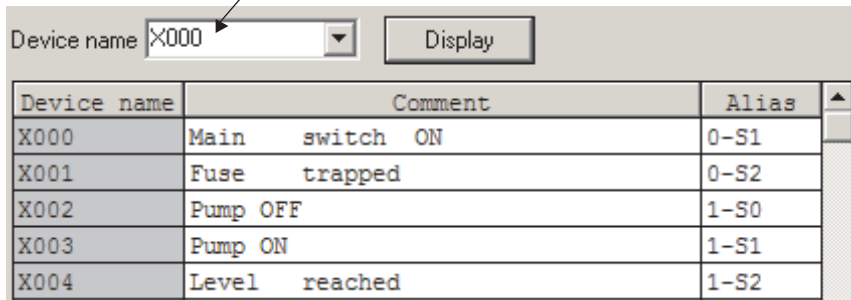 Device name X000 Display
Device name Comment Alias
X000 Main switch ON 0-S1
X001 Fuse trapped 0-S2
X002 Pump OFF 1-S0
X003 Pump ON 1-S1
X004 Level reached 1-S2